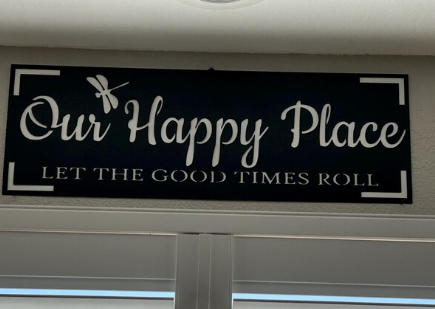 Our Happy Place
LET THE GOOD TIMES ROLL